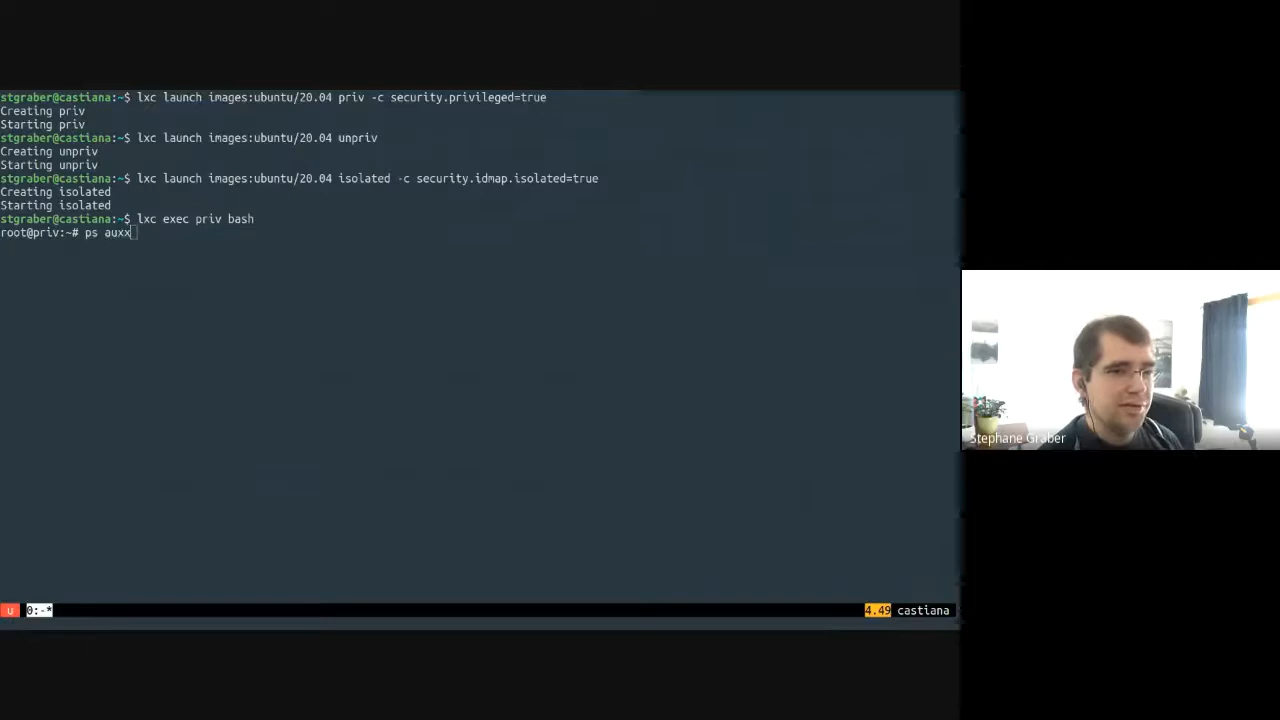 stgraber@castiana:~$ lxc launch images:ubuntu/20.04 priv -c security.privileged=true
Creating priv
Starting priv
stgraber@castiana:~$ lxc launch images:ubuntu/20.04 unpriv
Creating unpriv
Starting unpriv
stgraber@castiana:~$ lxc launch images:ubuntu/20.04 isolated -c security.idmap.isolated=true
Creating isolated
Starting isolated
stgraber@castiana:~$ lxc exec priv bash
root@priv:~# ps auxx
Stephane Graber
u 0:-* 4.49 castiana